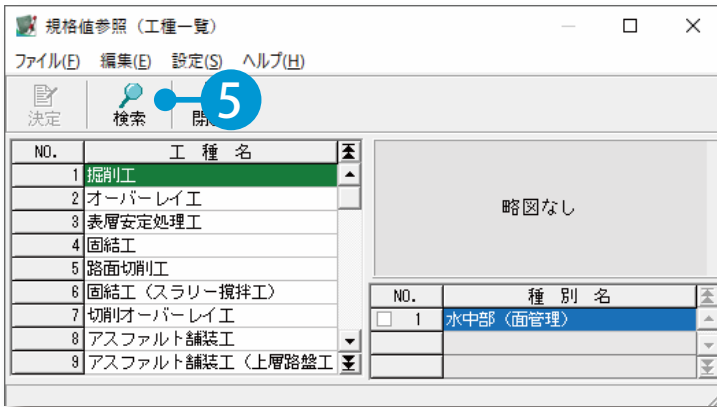 規格値参照（工種一覧）
ファイル(F) 編集(E) 設定(S) ヘルプ(H)
決定 検索 閉
5
NO. 工 種 名
1 掘削工
2 オーバーレイ工
3 表層安定処理工
4 固結工
5 路面切削工
6 固結工（スラリー撹拌工）
7 切削オーバーレイ工
8 アスファルト舗装工
9 アスファルト舗装工（上層路盤工
略図なし
NO. 種 別 名
1 水中部（面管理）